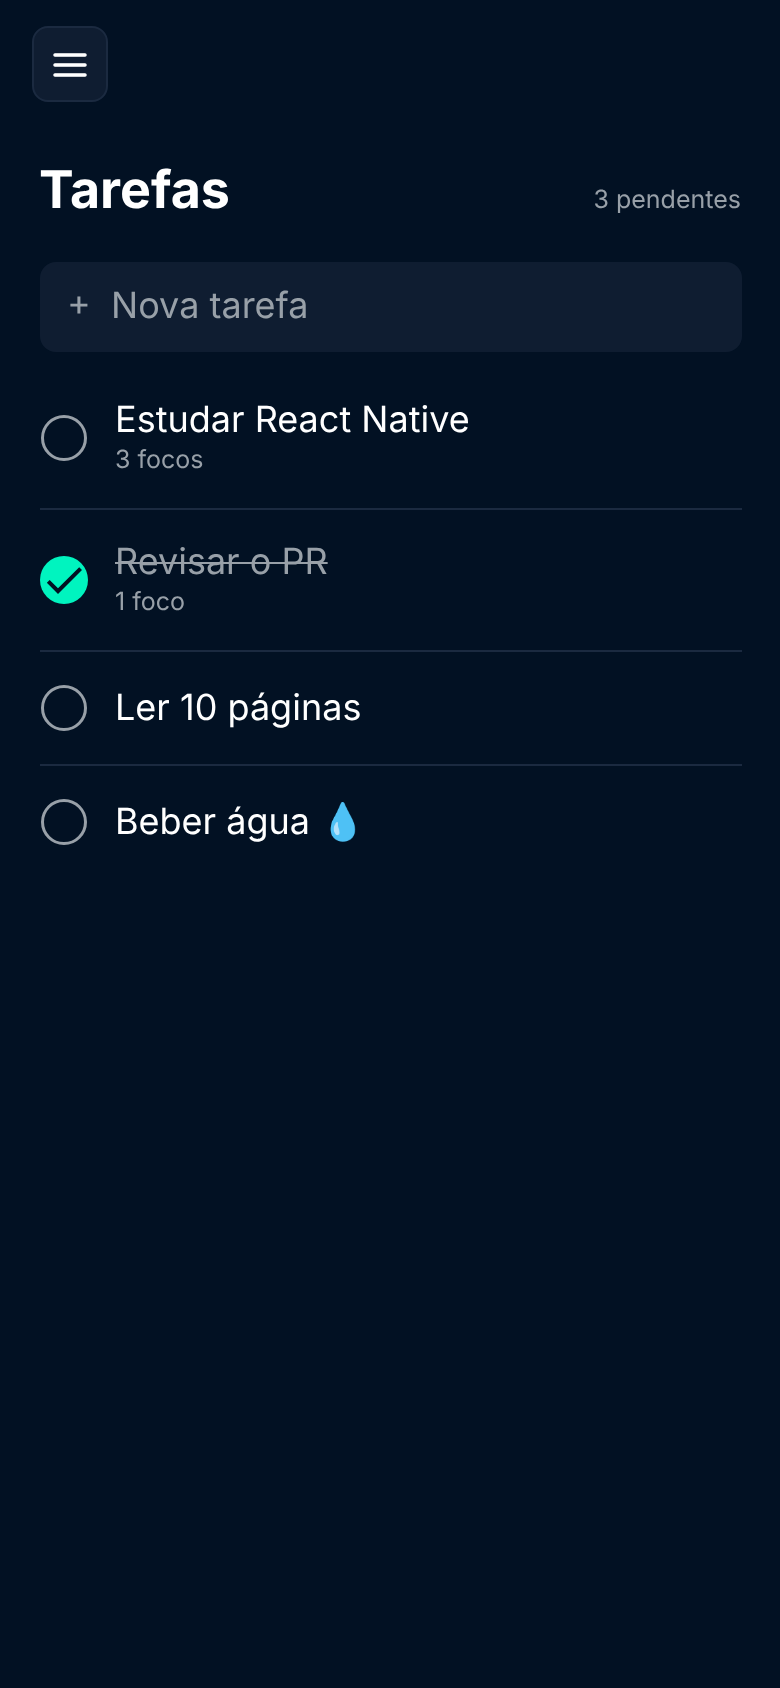 Tarefas
3 pendentes
+ Nova tarefa
Estudar React Native
3 focos
Revisar o PR
1 foco
Ler 10 páginas
Beber água 💧